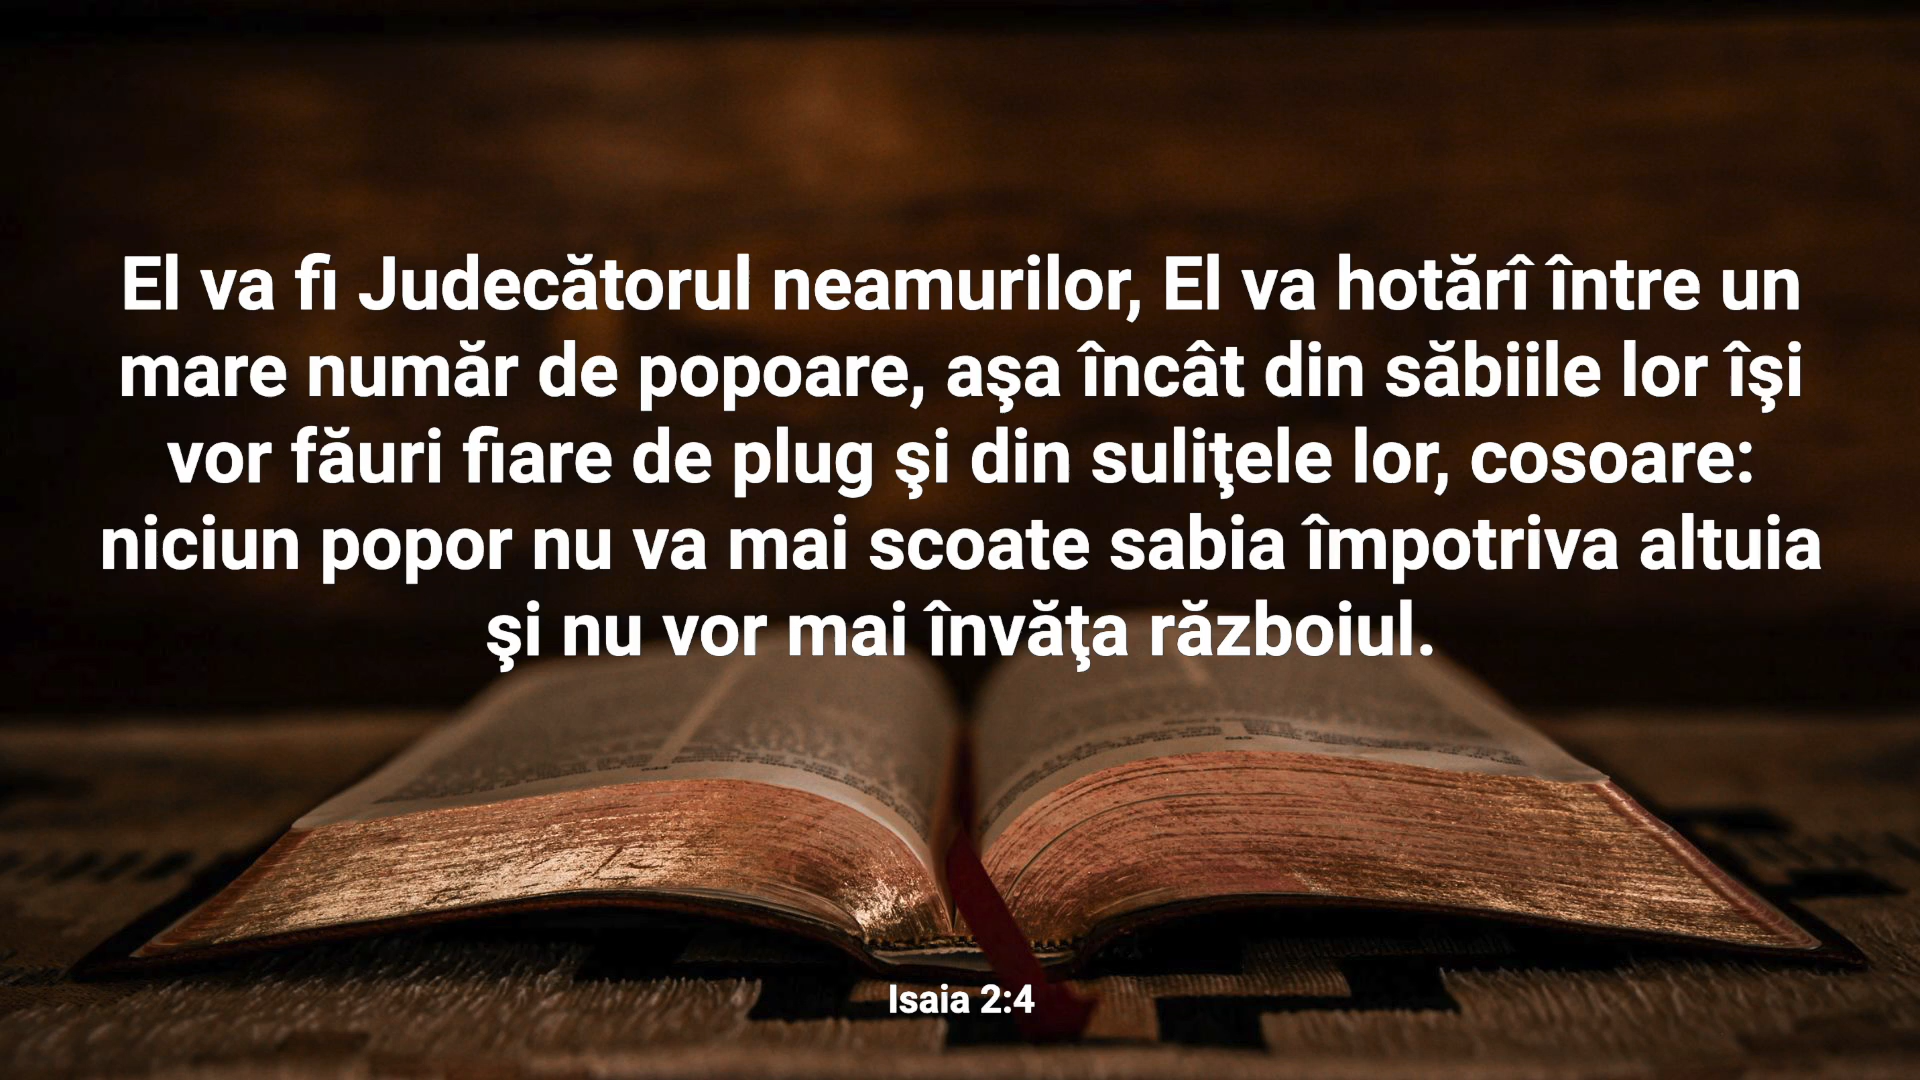 El va fi Judecătorul neamurilor, El va hotărî între un
mare număr de popoare, aşa încât din săbiile lor îşi
vor făuri fiare de plug şi din suliţele lor, cosoare:
niciun popor nu va mai scoate sabia împotriva altuia
şi nu vor mai învăţa războiul.
Isaia 2:4